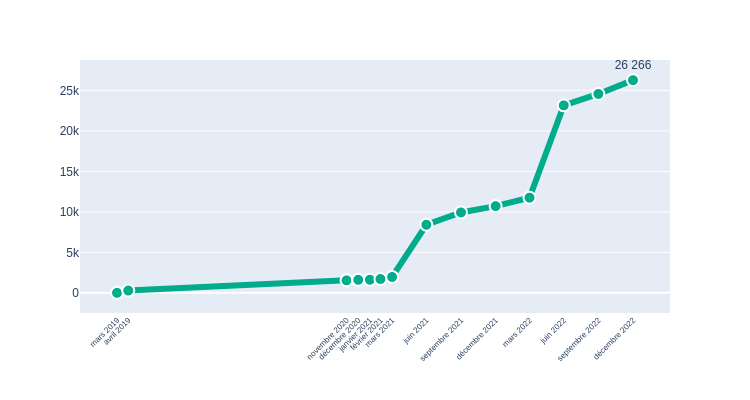 26 266
25k
20k
15k
10k
5k
0
mars 2019
avril 2019
novembre 2020
décembre 2020
janvier 2021
février 2021
mars 2021
juin 2021
septembre 2021
décembre 2021
mars 2022
juin 2022
septembre 2022
décembre 2022